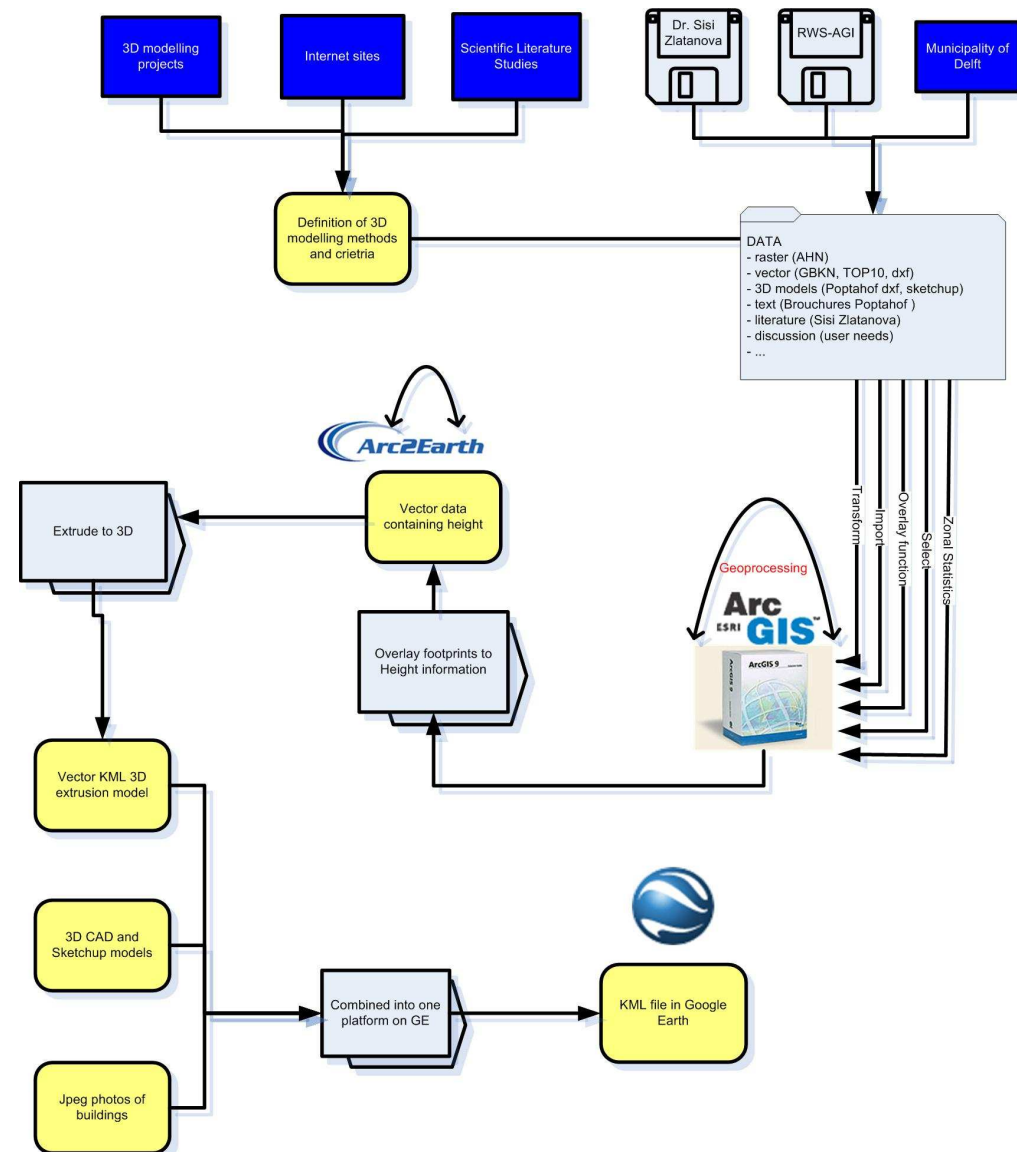 3D modelling
projects
Internet sites
Scientific Literature
Studies
Dr. Sisi
Zlatanova
RWS-AGI
Municipality of
Delft
Definition of 3D
modelling methods
and crietria
DATA
- raster (AHN)
- vector (GBKN, TOP10, dxf)
- 3D models (Poptahof dxf, sketchup)
- text (Brouchures Poptahof )
- literature (Sisi Zlatanova)
- discussion (user needs)
- ...
Arc2Earth
Vector data
containing height
Extrude to 3D
Transform
Import
Overlay function
Select
Zonal Statistics
Geoprocessing
Arc
ESRI GIS
ArcGIS 9
Overlay footprints to
Height information
Vector KML 3D
extrusion model
3D CAD and
Sketchup models
Combined into one
platform on GE
KML file in Google
Earth
Jpeg photos of
buildings